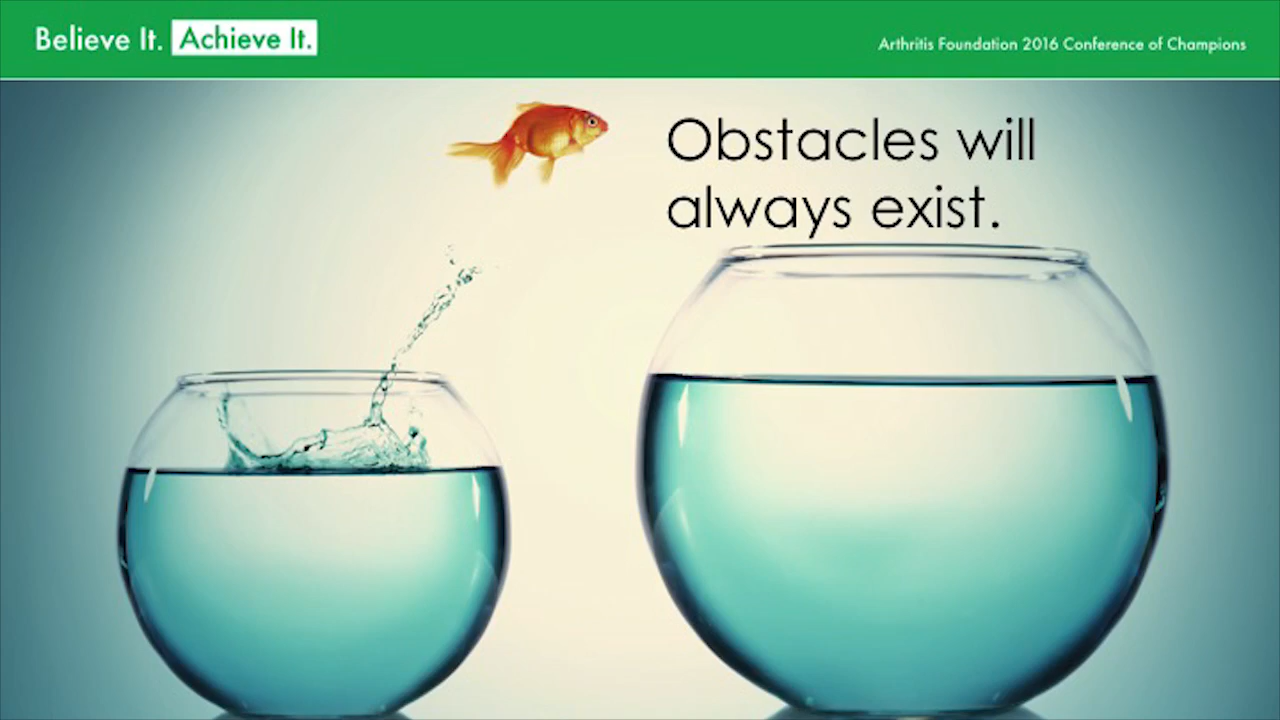 Believe It. Achieve It.
Arthritis Foundation 2016 Conference of Champions
Obstacles will
always exist.